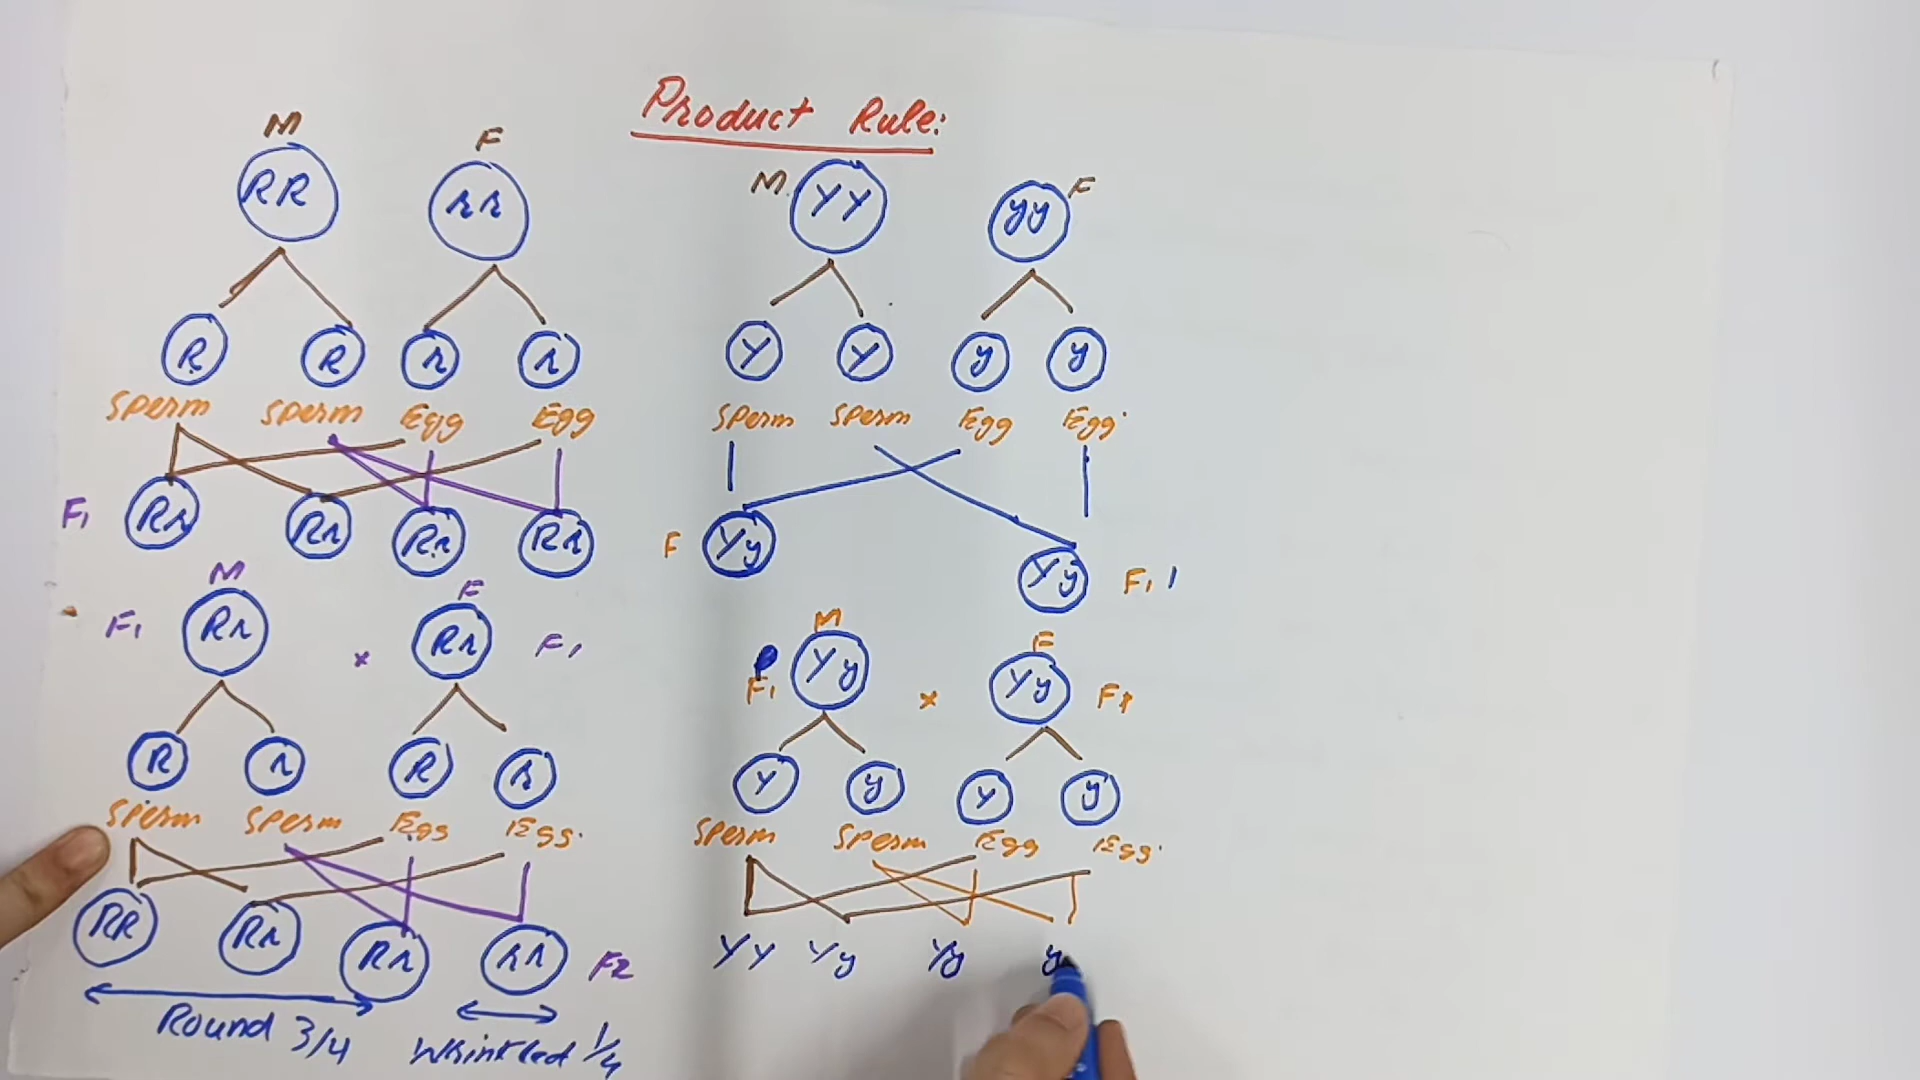 Product Rule:
M F
RR rr
R R r r
Sperm Sperm Egg Egg
F1 Rr Rr Rr Rr
M F
F1 Rr x Rr F1
R r R r
Sperm Sperm Egg Egg.
RR Rr Rr rr F2
Round 3/4 Wrinkled 1/4
M YY yy F
Y Y y y
Sperm Sperm Egg Egg
F Yy Yy F1
M F
F1 Yy x Yy F1
Y y Y y
Sperm Sperm Egg Egg.
YY Yy Yy y